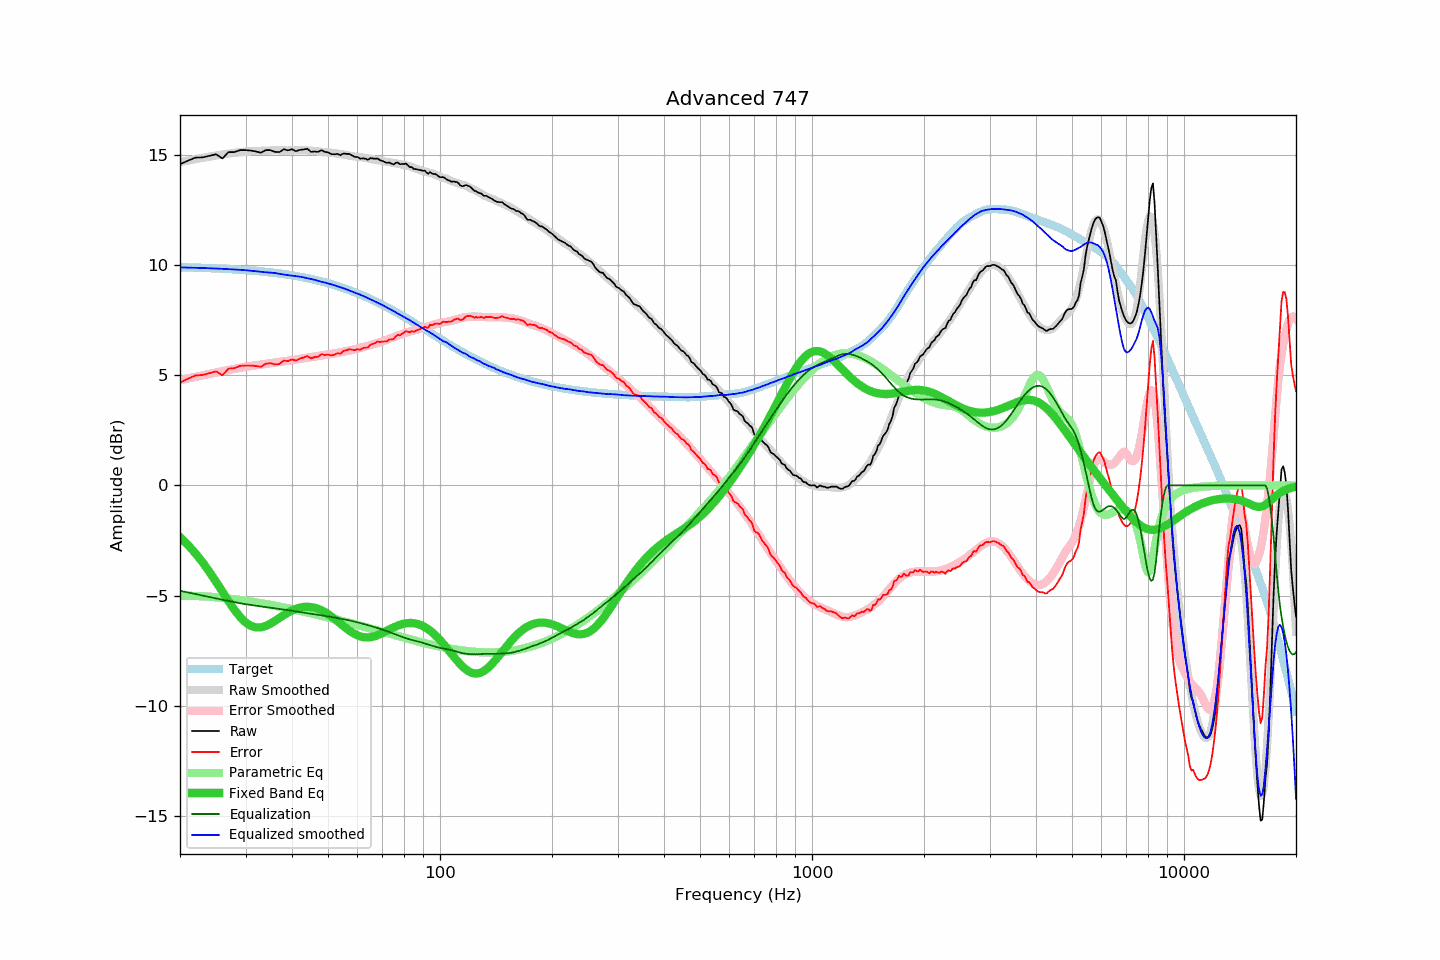 Advanced 747
Amplitude (dBr)
15
10
5
0
−5
−10
−15
Target
Raw Smoothed
Error Smoothed
Raw
Error
Parametric Eq
Fixed Band Eq
Equalization
Equalized smoothed
100
1000
10000
Frequency (Hz)